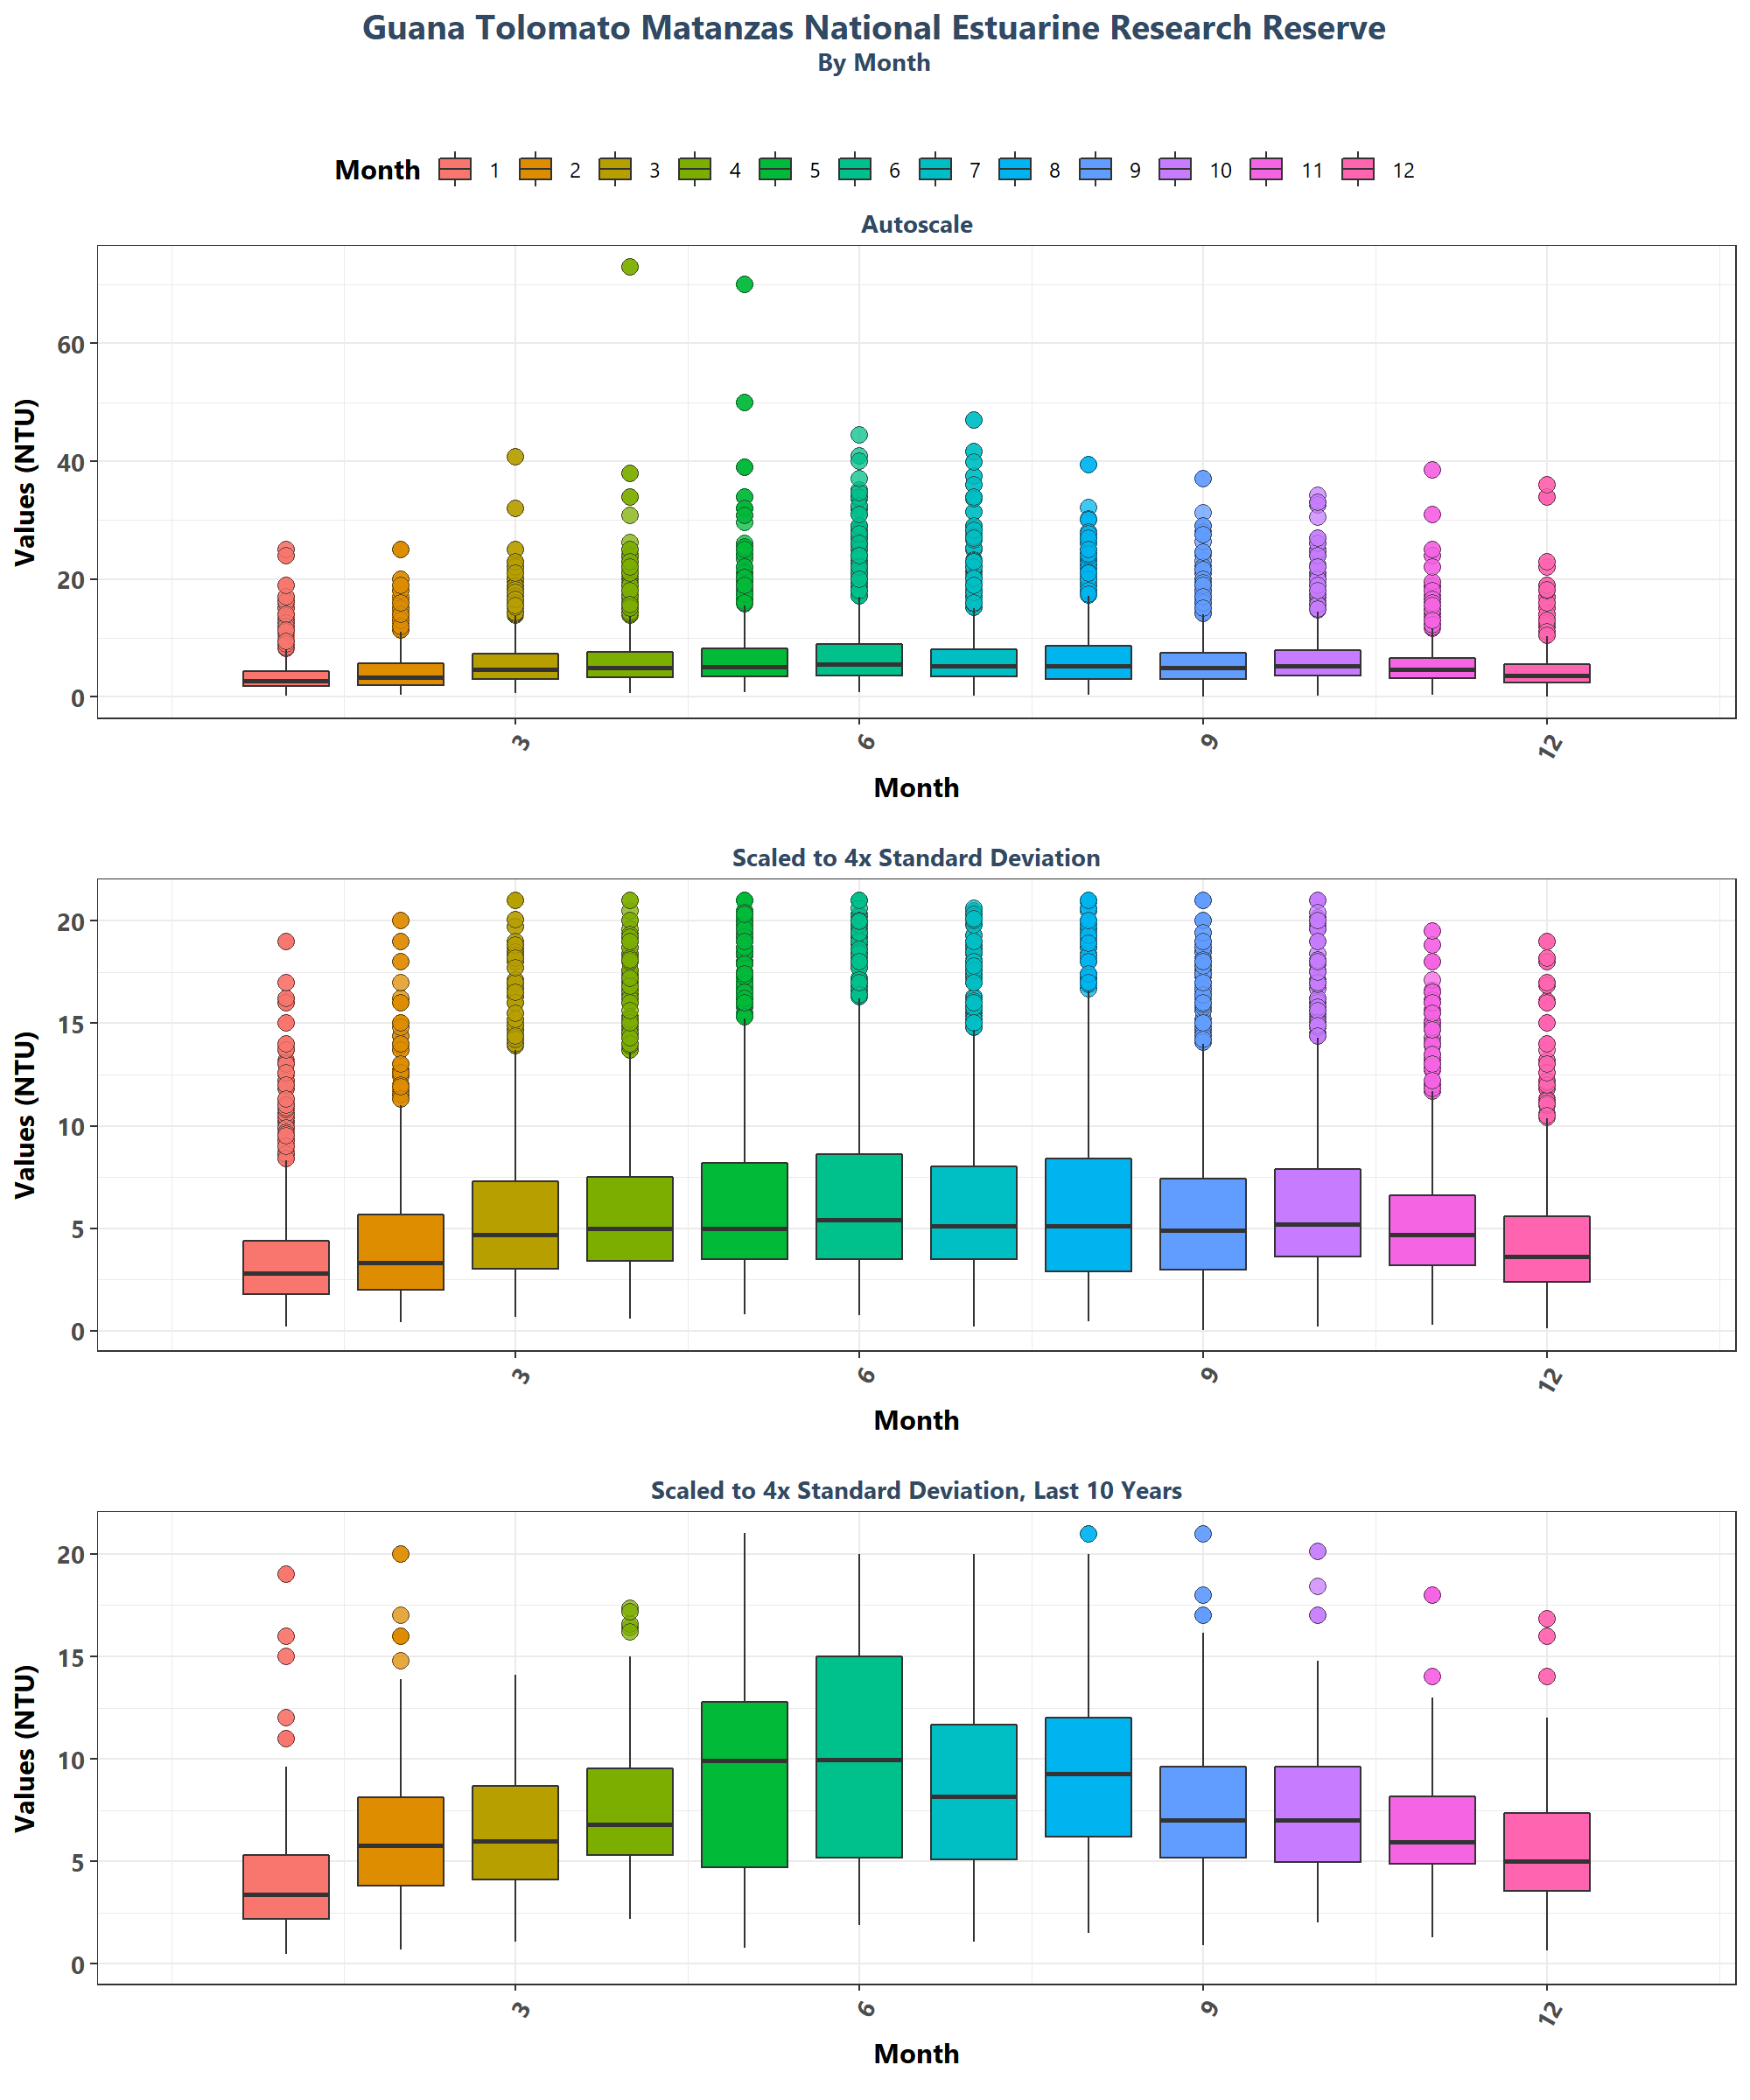 Guana Tolomato Matanzas National Estuarine Research Reserve
By Month
Month 1 2 3 4 5 6 7 8 9 10 11 12
Autoscale
Values (NTU)
60
40
20
0
3 6 9 12
Month
Scaled to 4x Standard Deviation
Values (NTU)
20
15
10
5
0
3 6 9 12
Month
Scaled to 4x Standard Deviation, Last 10 Years
Values (NTU)
20
15
10
5
0
3 6 9 12
Month